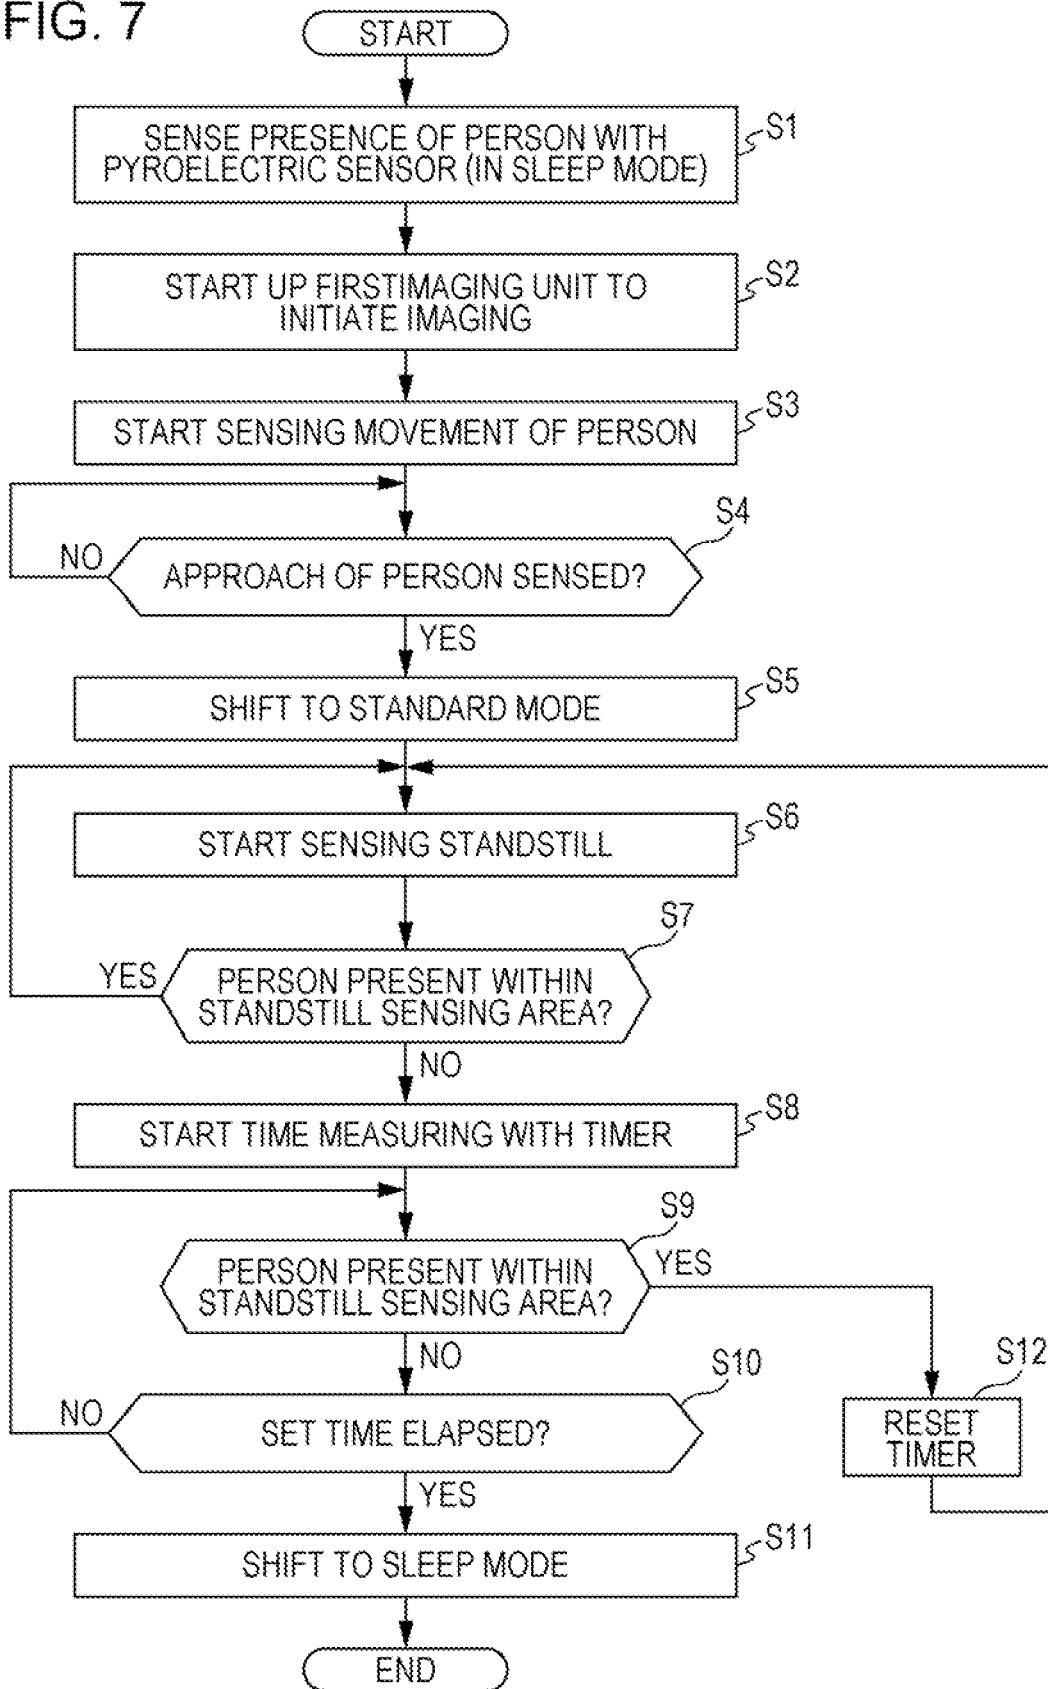 FIG. 7
START
SENSE PRESENCE OF PERSON WITH
PYROELECTRIC SENSOR (IN SLEEP MODE)
S1
START UP FIRSTIMAGING UNIT TO
INITIATE IMAGING
S2
START SENSING MOVEMENT OF PERSON
S3
APPROACH OF PERSON SENSED?
S4
NO
YES
SHIFT TO STANDARD MODE
S5
START SENSING STANDSTILL
S6
PERSON PRESENT WITHIN
STANDSTILL SENSING AREA?
S7
YES
NO
START TIME MEASURING WITH TIMER
S8
PERSON PRESENT WITHIN
STANDSTILL SENSING AREA?
S9
YES
NO
SET TIME ELAPSED?
S10
NO
YES
RESET
TIMER
S12
SHIFT TO SLEEP MODE
S11
END